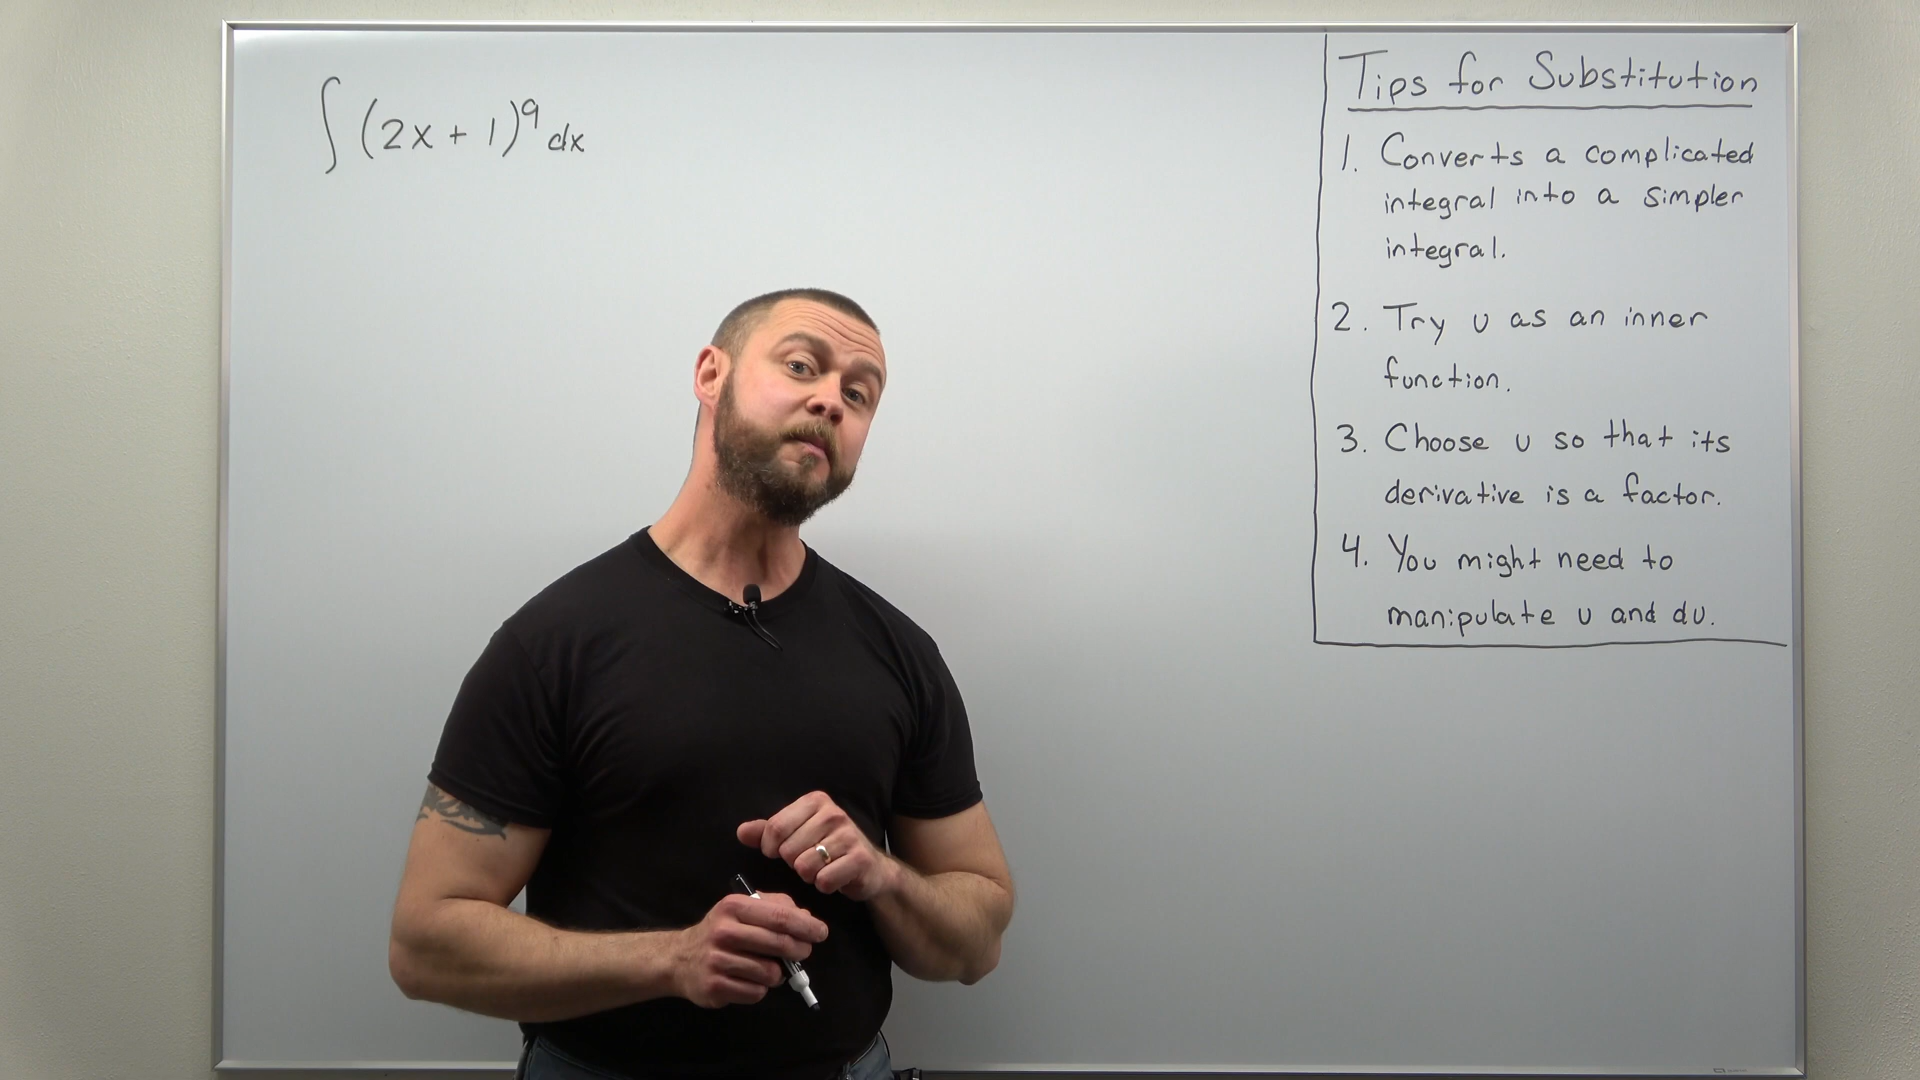 ∫ (2x + 1)⁹ dx
Tips for Substitution
1. Converts a complicated
integral into a simpler
integral.
2. Try u as an inner
function.
3. Choose u so that its
derivative is a factor.
4. You might need to
manipulate u and du.